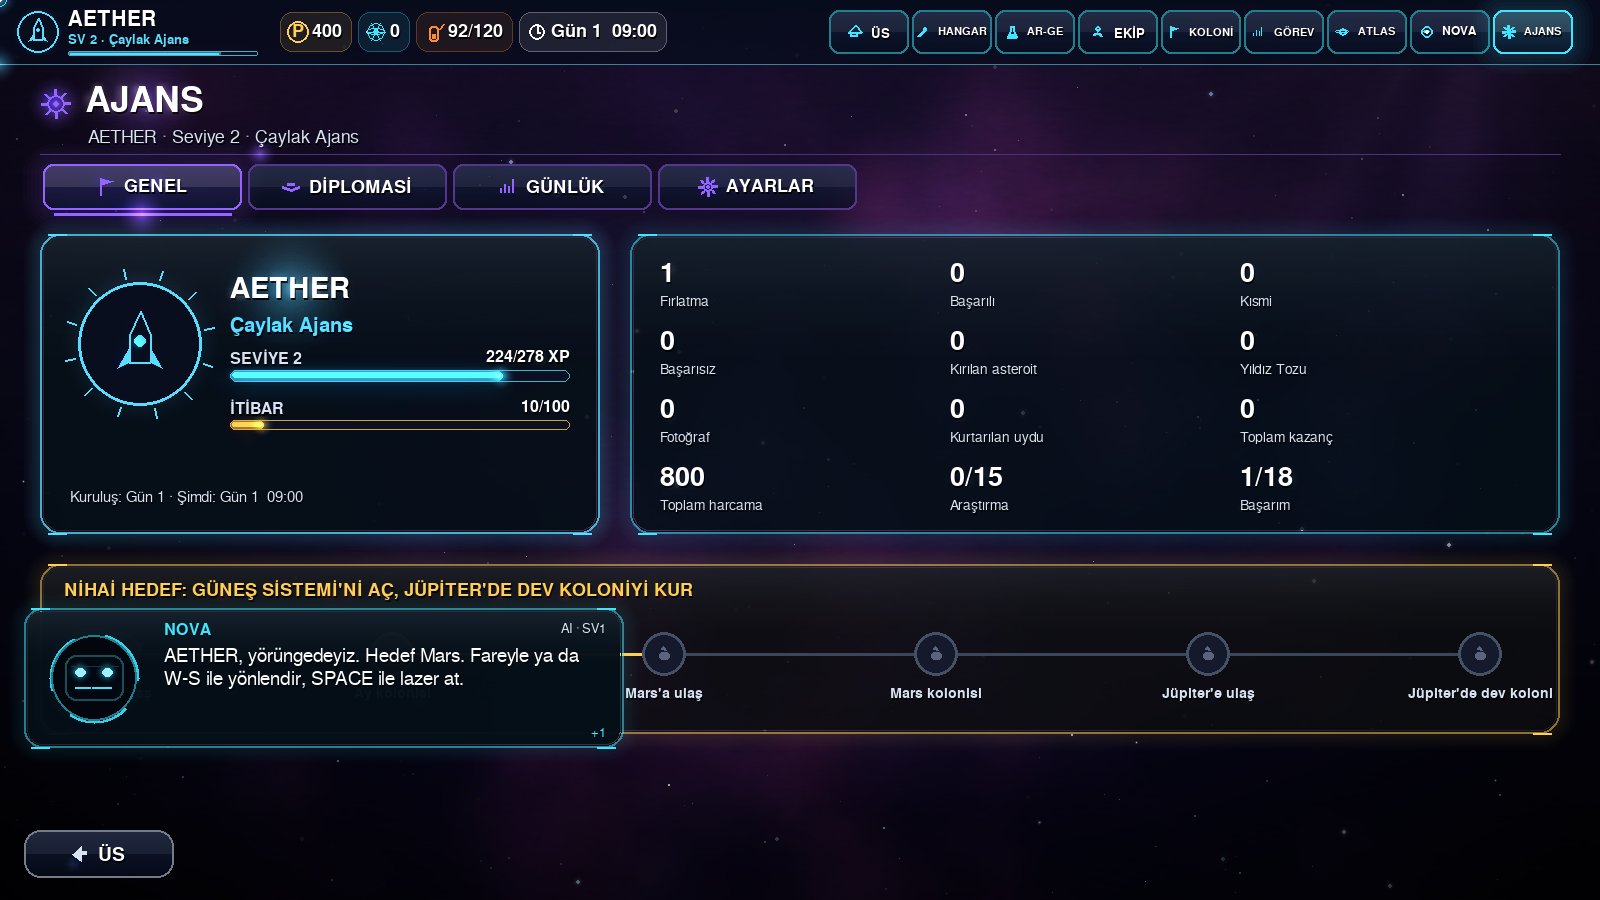 AETHER
SV 2 · Çaylak Ajans
400
0
92/120
Gün 1 09:00
ÜS
HANGAR
AR-GE
EKİP
KOLONİ
GÖREV
ATLAS
NOVA
AJANS
AJANS
AETHER · Seviye 2 · Çaylak Ajans
GENEL
DİPLOMASİ
GÜNLÜK
AYARLAR
AETHER
Çaylak Ajans
SEVİYE 2
224/278 XP
İTİBAR
10/100
Kuruluş: Gün 1 · Şimdi: Gün 1 09:00
1
0
0
Fırlatma
Başarılı
Kısmi
0
0
0
Başarısız
Kırılan asteroit
Yıldız Tozu
0
0
0
Fotoğraf
Kurtarılan uydu
Toplam kazanç
800
0/15
1/18
Toplam harcama
Araştırma
Başarım
NİHAİ HEDEF: GÜNEŞ SİSTEMİ'Nİ AÇ, JÜPİTER'DE DEV KOLONİYİ KUR
NOVA
AI · SV1
AETHER, yörüngedeyiz. Hedef Mars. Fareyle ya da
W-S ile yönlendir, SPACE ile lazer at.
+1
Ay kolonisi
Mars'a ulaş
Mars kolonisi
Jüpiter'e ulaş
Jüpiter'de dev koloni
ÜS